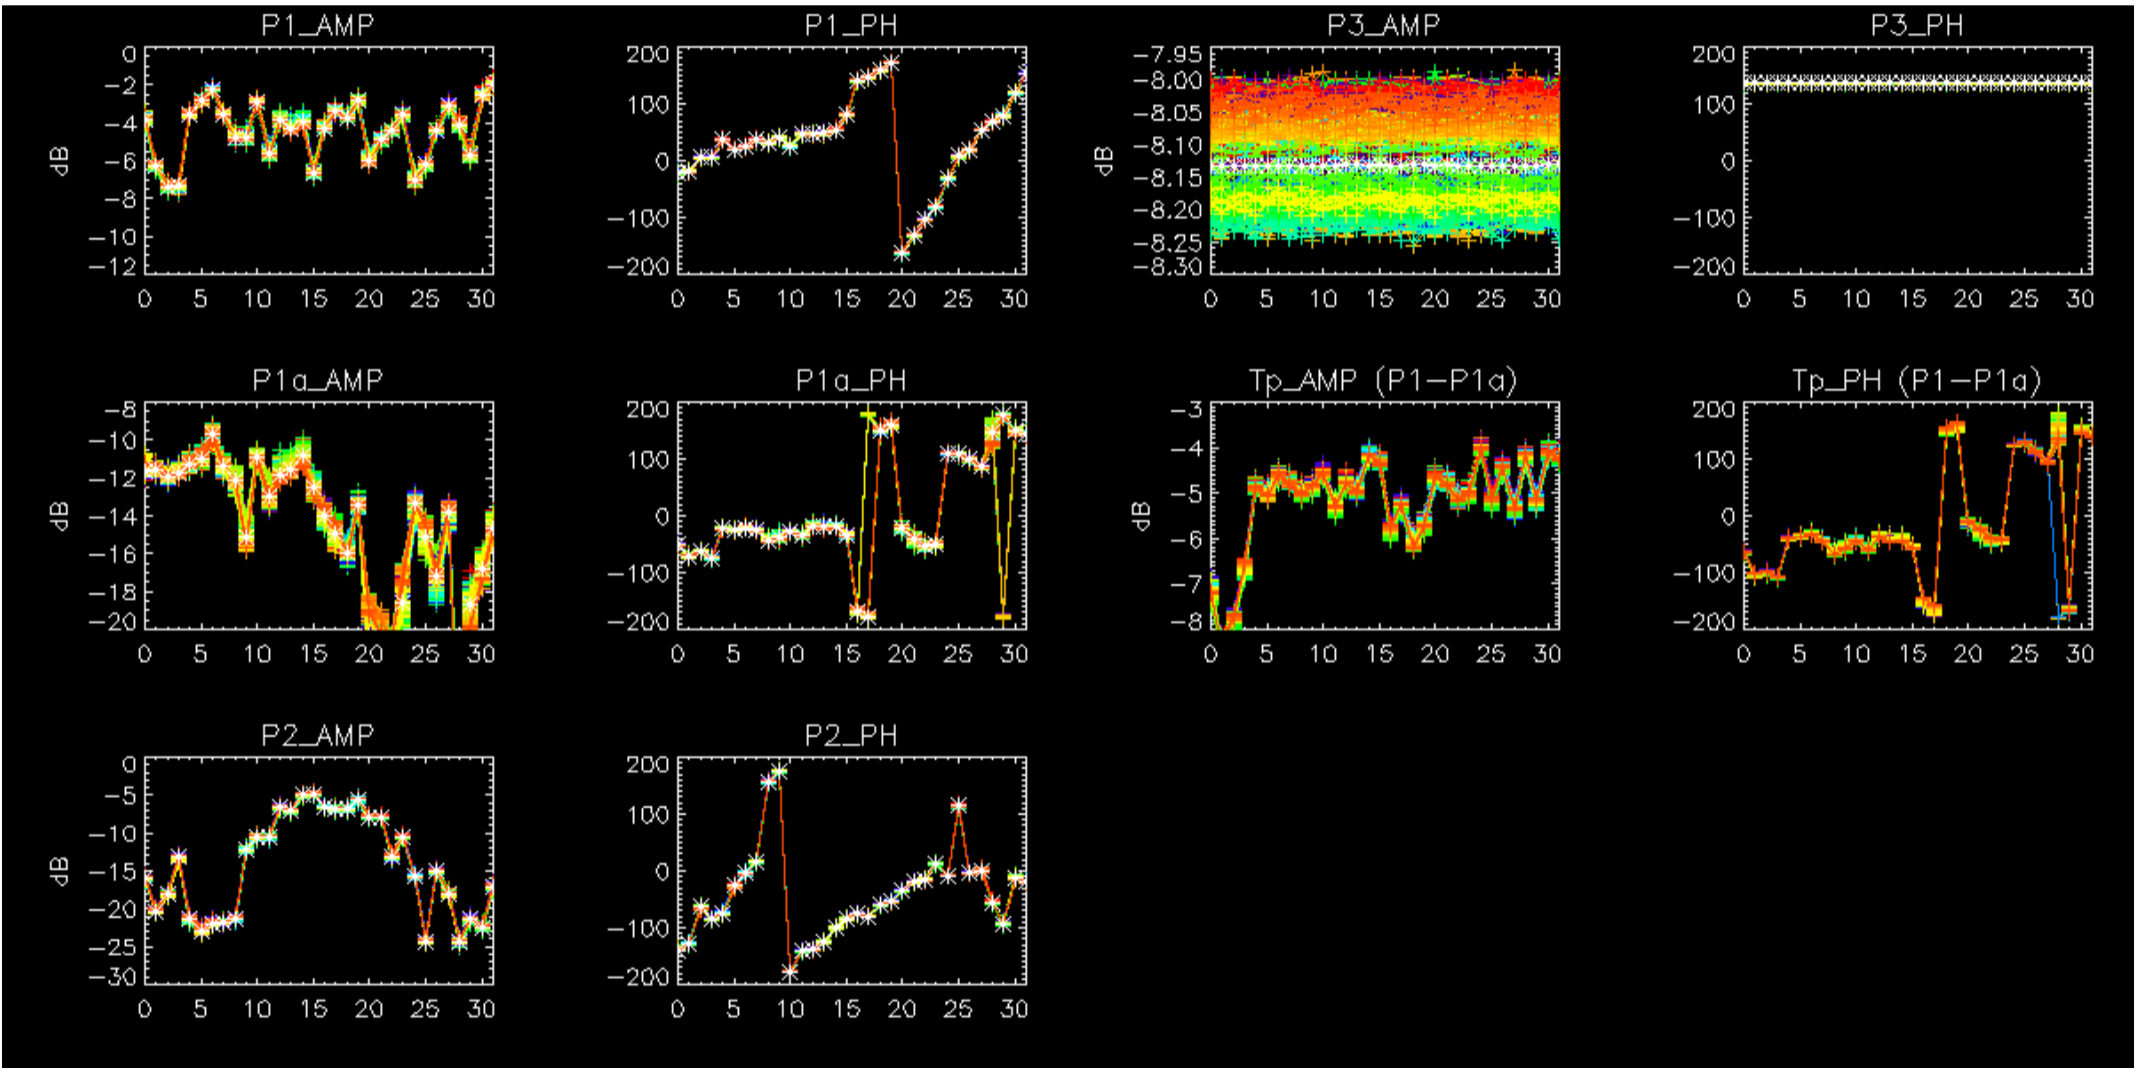 P1_AMP P1_PH P3_AMP P3_PH
0 -2 -4 -6 -8 -10 -12
dB
0 5 10 15 20 25 30
200 100 0 -100 -200
0 5 10 15 20 25 30
-7.95 -8.00 -8.05 -8.10 -8.15 -8.20 -8.25 -8.30
dB
0 5 10 15 20 25 30
200 100 0 -100 -200
0 5 10 15 20 25 30
P1a_AMP P1a_PH Tp_AMP (P1-P1a) Tp_PH (P1-P1a)
-8 -10 -12 -14 -16 -18 -20
dB
0 5 10 15 20 25 30
200 100 0 -100 -200
0 5 10 15 20 25 30
-3 -4 -5 -6 -7 -8
dB
0 5 10 15 20 25 30
200 100 0 -100 -200
0 5 10 15 20 25 30
P2_AMP P2_PH
0 -5 -10 -15 -20 -25 -30
dB
0 5 10 15 20 25 30
200 100 0 -100 -200
0 5 10 15 20 25 30